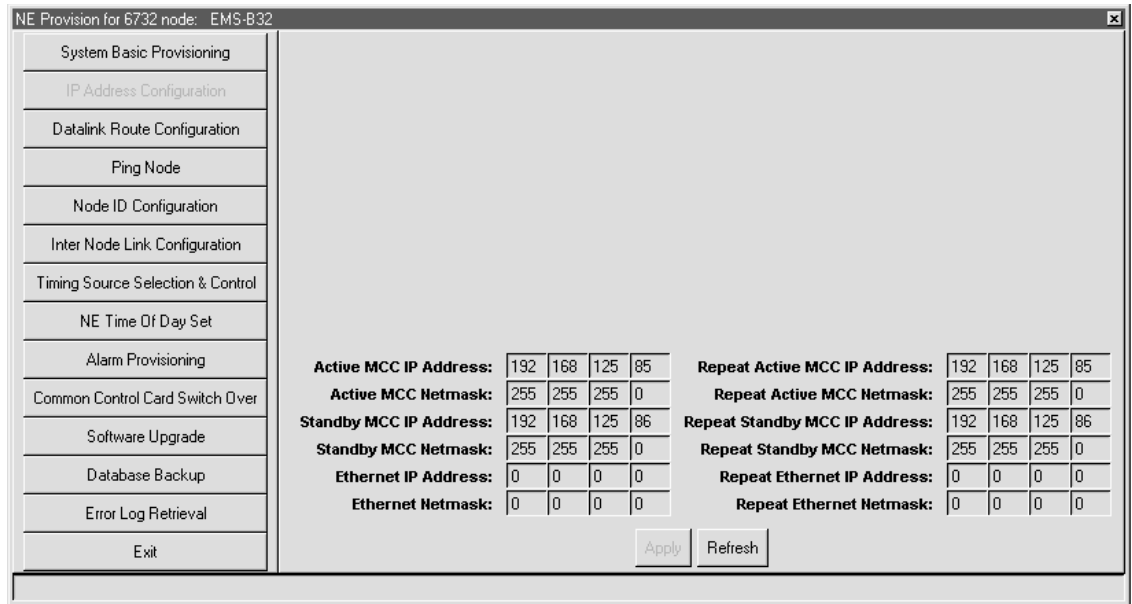 NE Provision for 6732 node: EMS-B32
System Basic Provisioning
IP Address Configuration
Datalink Route Configuration
Ping Node
Node ID Configuration
Inter Node Link Configuration
Timing Source Selection & Control
NE Time Of Day Set
Alarm Provisioning
Common Control Card Switch Over
Software Upgrade
Database Backup
Error Log Retrieval
Exit
Active MCC IP Address: 192 168 125 85 Repeat Active MCC IP Address: 192 168 125 85
Active MCC Netmask: 255 255 255 0 Repeat Active MCC Netmask: 255 255 255 0
Standby MCC IP Address: 192 168 125 86 Repeat Standby MCC IP Address: 192 168 125 86
Standby MCC Netmask: 255 255 255 0 Repeat Standby MCC Netmask: 255 255 255 0
Ethernet IP Address: 0 0 0 0 Repeat Ethernet IP Address: 0 0 0 0
Ethernet Netmask: 0 0 0 0 Repeat Ethernet Netmask: 0 0 0 0
Apply Refresh